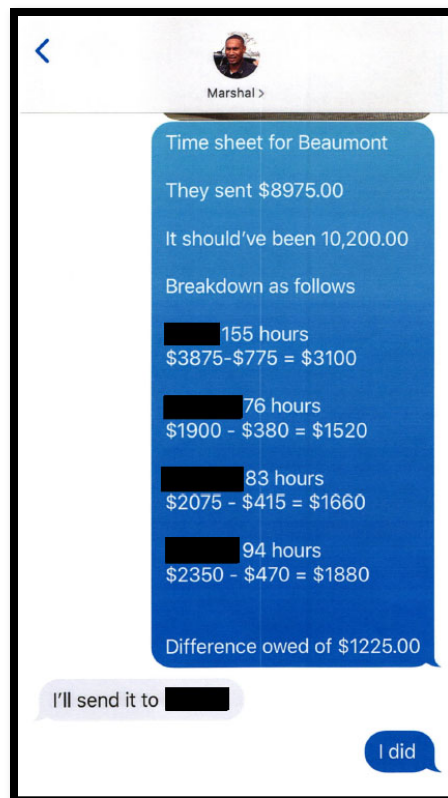 Marshal >
Time sheet for Beaumont
They sent $8975.00
It should've been 10,200.00
Breakdown as follows
155 hours
$3875-$775 = $3100
76 hours
$1900 - $380 = $1520
83 hours
$2075 - $415 = $1660
94 hours
$2350 - $470 = $1880
Difference owed of $1225.00
I'll send it to
I did